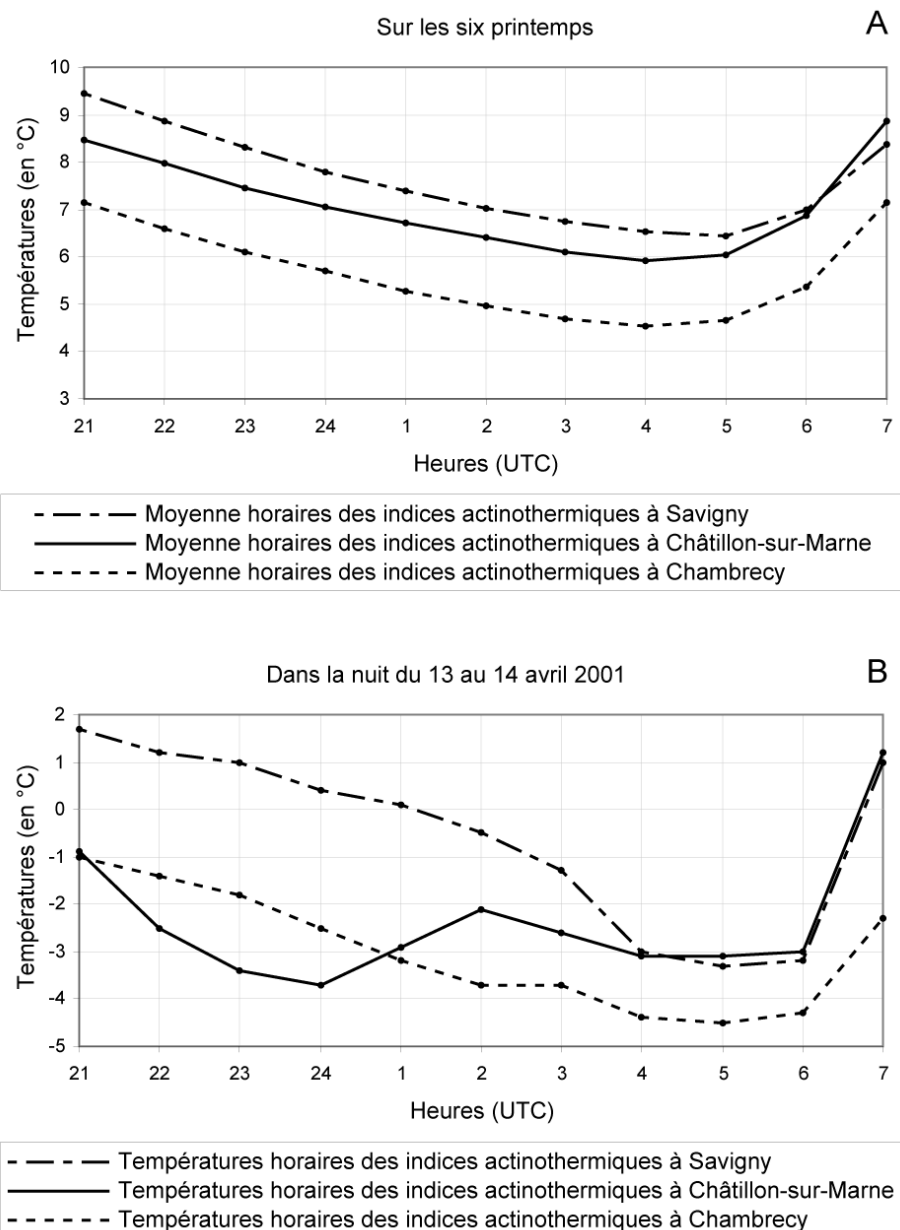 Sur les six printemps
A
Températures (en °C)
10
9
8
7
6
5
4
3
21 22 23 24 1 2 3 4 5 6 7
Heures (UTC)
Moyenne horaires des indices actinothermiques à Savigny
Moyenne horaires des indices actinothermiques à Châtillon-sur-Marne
Moyenne horaires des indices actinothermiques à Chambrecy
Dans la nuit du 13 au 14 avril 2001
B
Températures (en °C)
2
1
0
-1
-2
-3
-4
-5
21 22 23 24 1 2 3 4 5 6 7
Heures (UTC)
Températures horaires des indices actinothermiques à Savigny
Températures horaires des indices actinothermiques à Châtillon-sur-Marne
Températures horaires des indices actinothermiques à Chambrecy